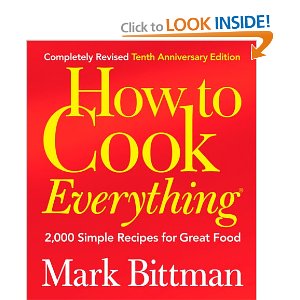 Click to LOOK INSIDE!
Completely Revised Tenth Anniversary Edition
How to
Cook
Everything®
2,000 Simple Recipes for Great Food
Mark Bittman